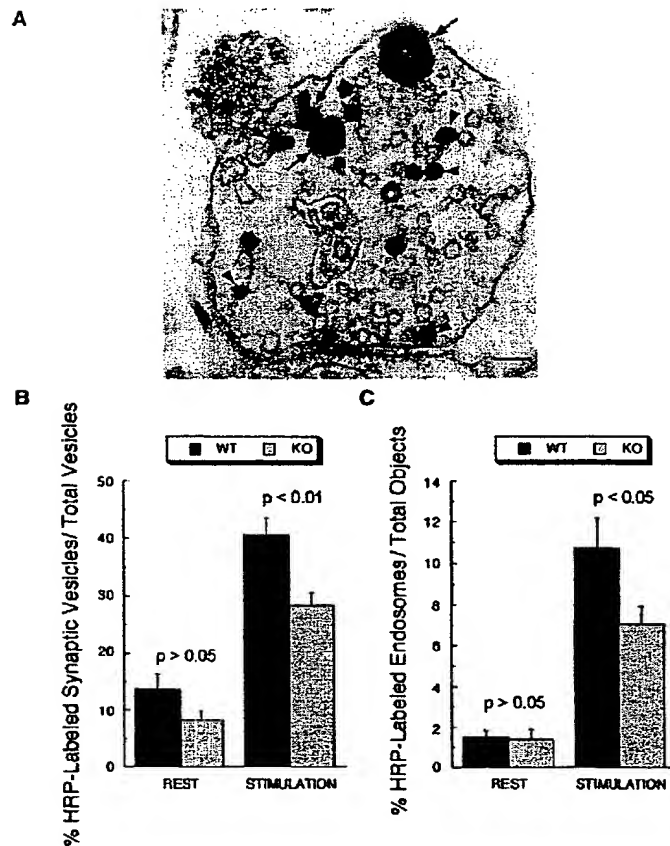 A
B
C
% HRP-Labeled Synaptic Vesicles/ Total Vesicles
WT KO
50
40
30
20
10
0
p > 0.05
p < 0.01
REST STIMULATION
% HRP-Labeled Endosomes / Total Objects
WT KO
14
12
10
8
6
4
2
0
p > 0.05
p < 0.05
REST STIMULATION